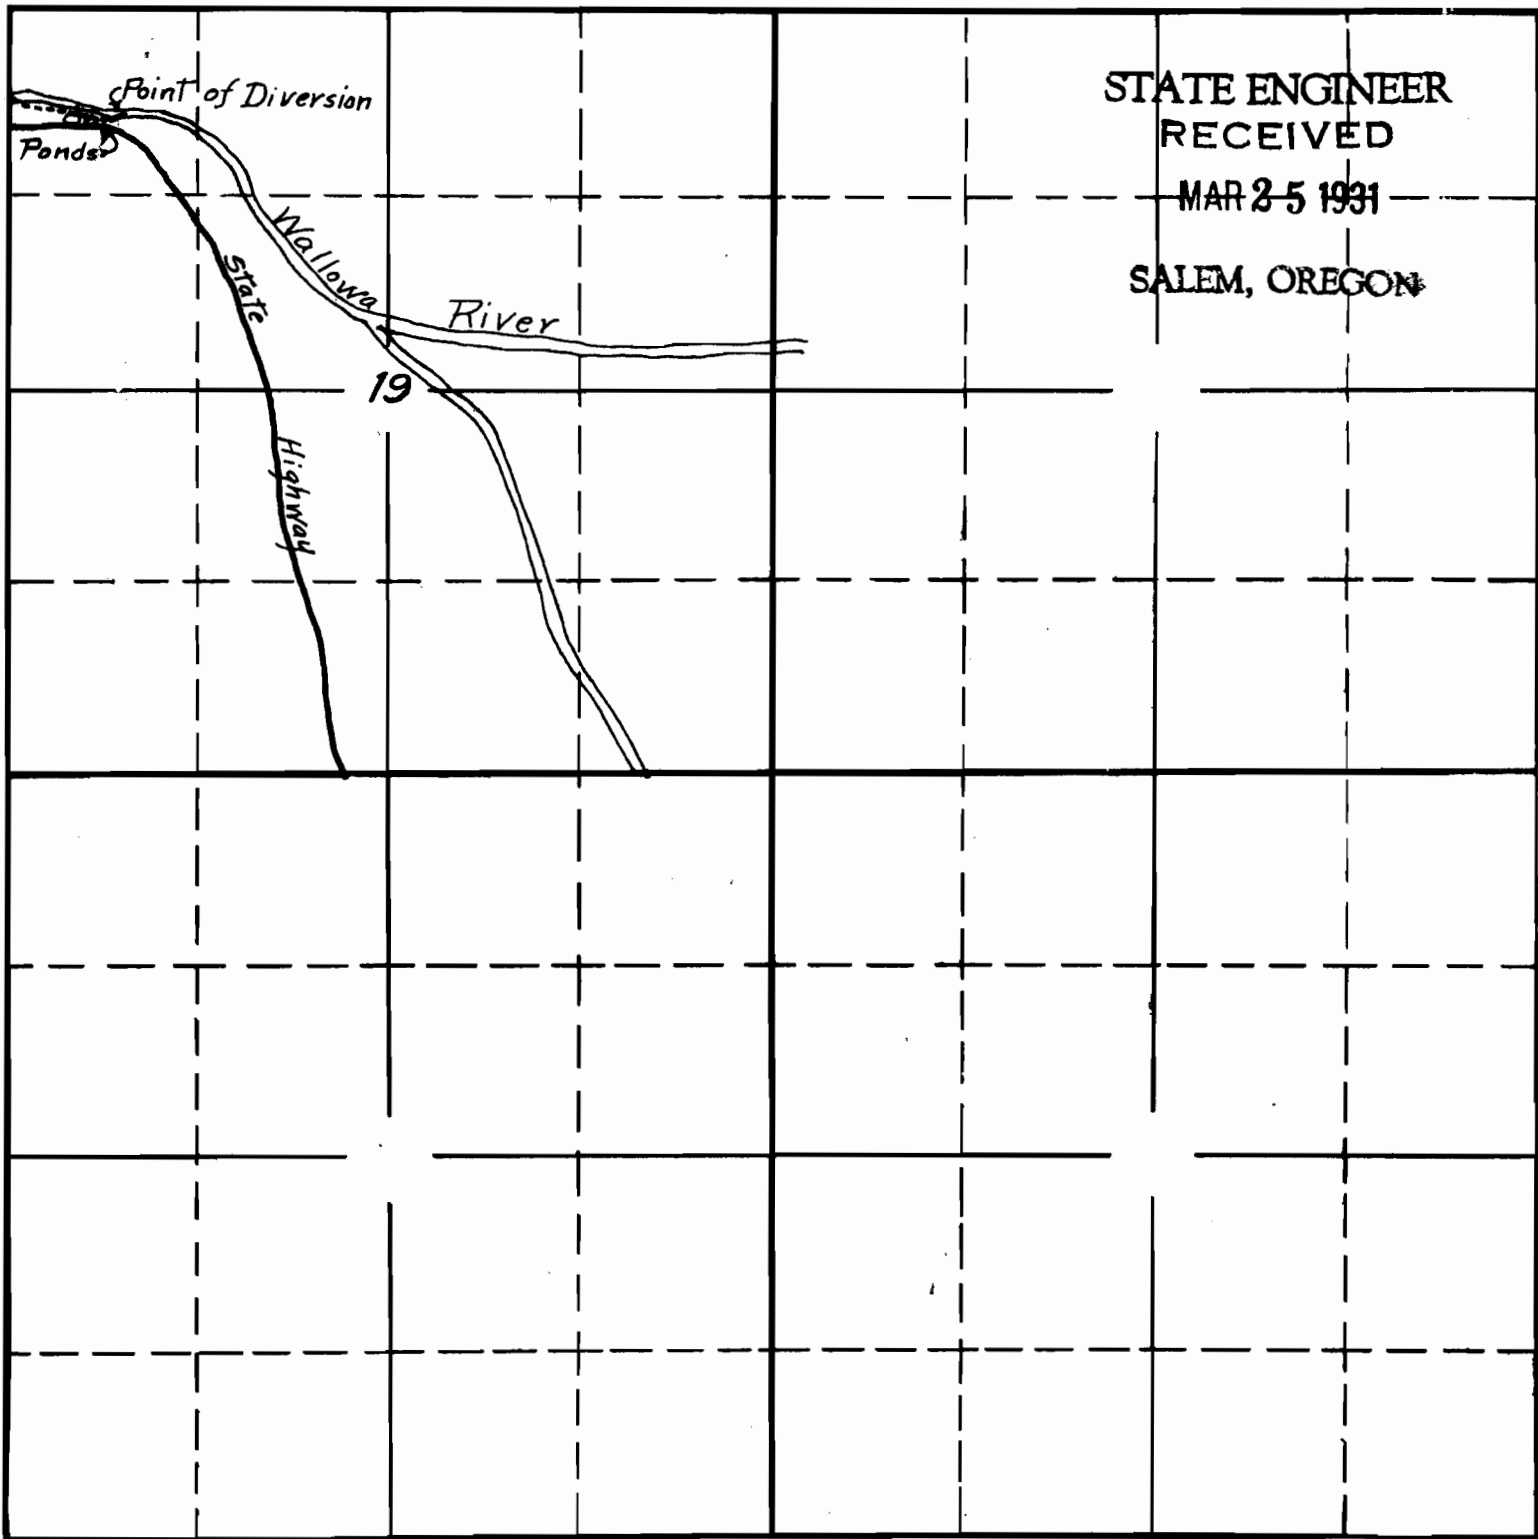 Point of Diversion
Ponds
STATE ENGINEER
RECEIVED
MAR 25 1931
SALEM, OREGON
Wallowa River
State Highway
19